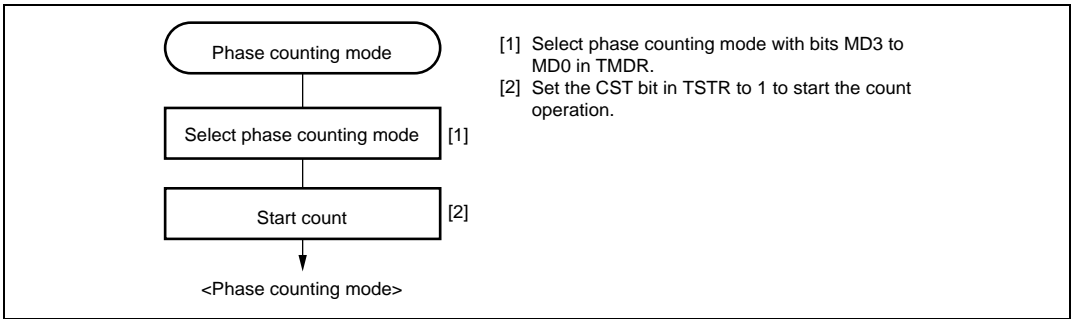 Phase counting mode
Select phase counting mode [1]
Start count [2]
<Phase counting mode>
[1] Select phase counting mode with bits MD3 to
MD0 in TMDR.
[2] Set the CST bit in TSTR to 1 to start the count
operation.